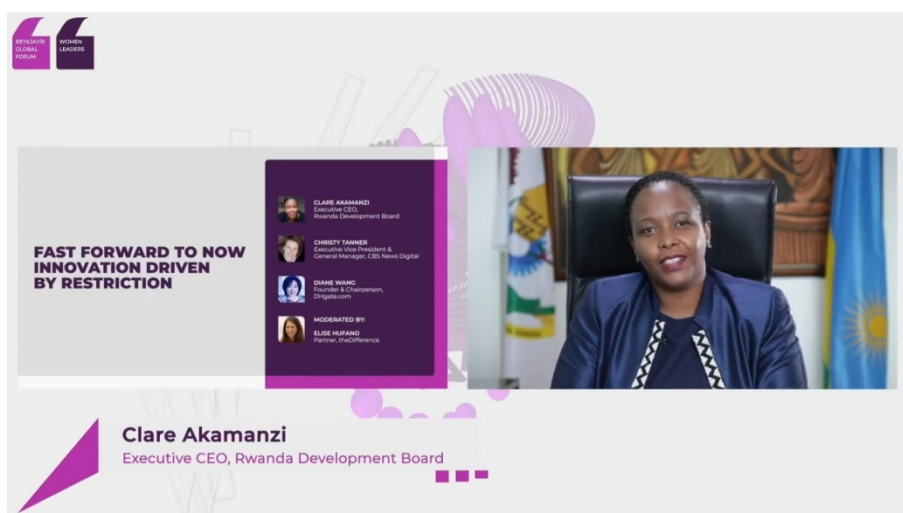 REYKJAVÍK
GLOBAL
FORUM
WOMEN
LEADERS
FAST FORWARD TO NOW
INNOVATION DRIVEN
BY RESTRICTION
CLARE AKAMANZI
Executive CEO,
Rwanda Development Board
CHRISTY TANNER
Executive Vice President &
General Manager, CBS News Digital
DIANE WANG
Founder & Chairperson,
DHgate.com
MODERATED BY:
ELISE HUFANO
Partner, theDifference
Clare Akamanzi
Executive CEO, Rwanda Development Board